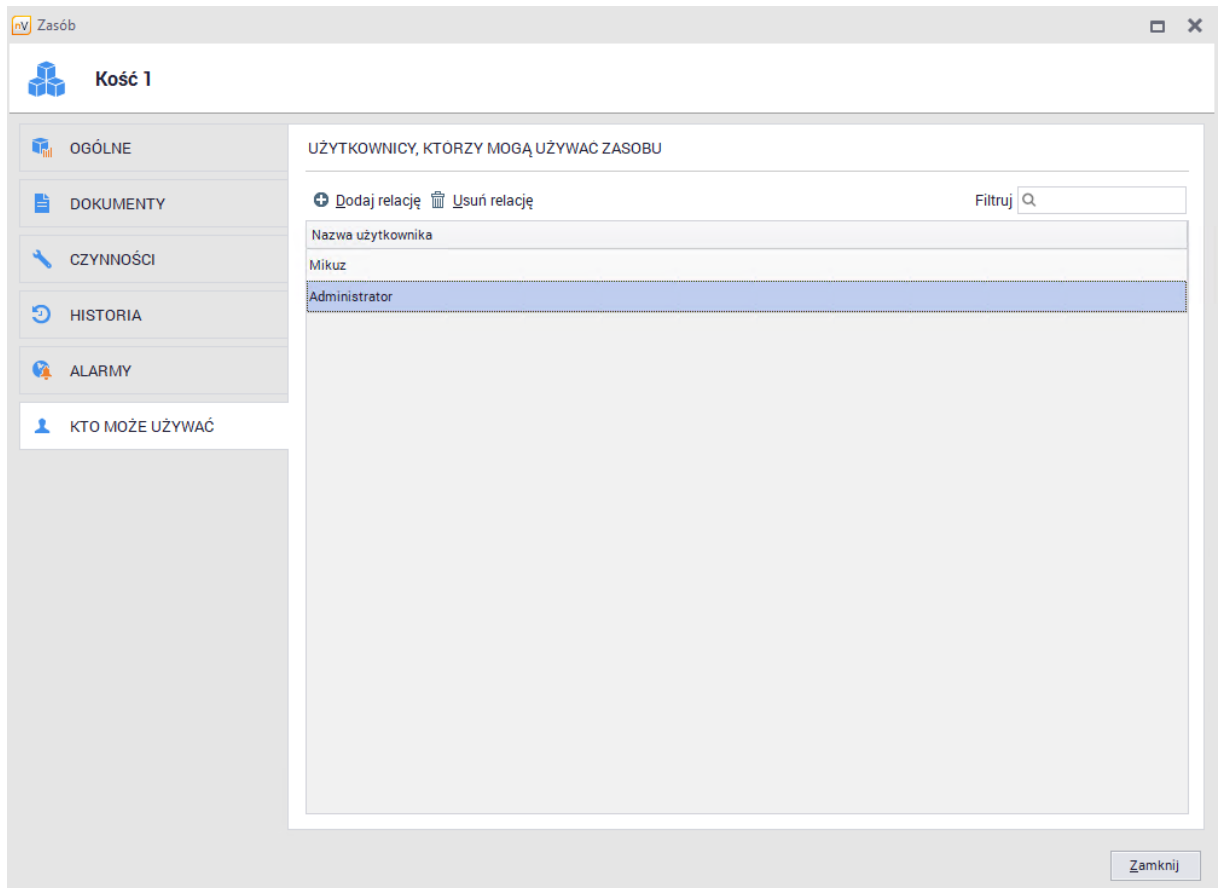 nV Zasób
Kość 1
OGÓLNE
DOKUMENTY
CZYNNOŚCI
HISTORIA
ALARMY
KTO MOŻE UŻYWAĆ
UŻYTKOWNICY, KTÓRZY MOGĄ UŻYWAĆ ZASOBU
Dodaj relację Usuń relację Filtruj
Nazwa użytkownika
Mikuz
Administrator
Zamknij